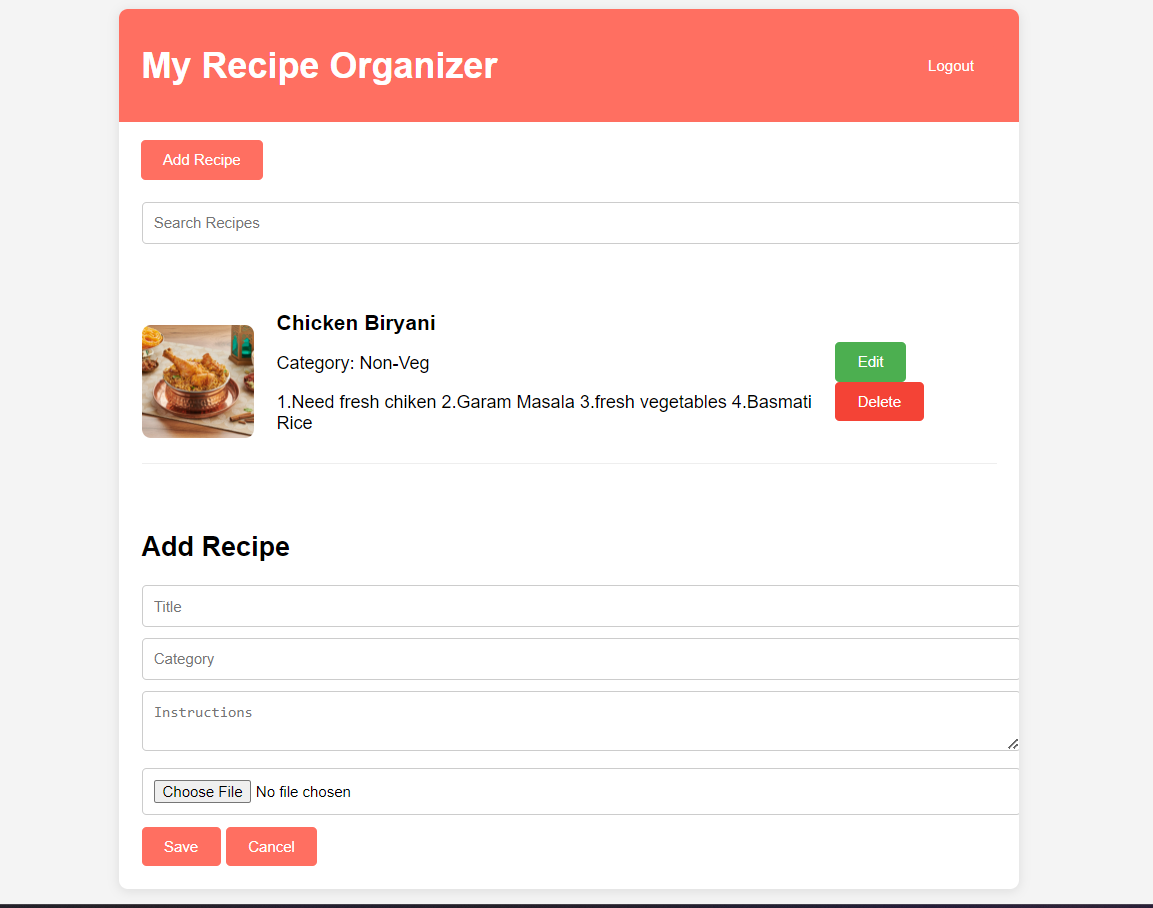 My Recipe Organizer
Logout
Add Recipe
Search Recipes
Chicken Biryani
Category: Non-Veg
1.Need fresh chiken 2.Garam Masala 3.fresh vegetables 4.Basmati
Rice
Edit
Delete
Add Recipe
Title
Category
Instructions
Choose File No file chosen
Save Cancel